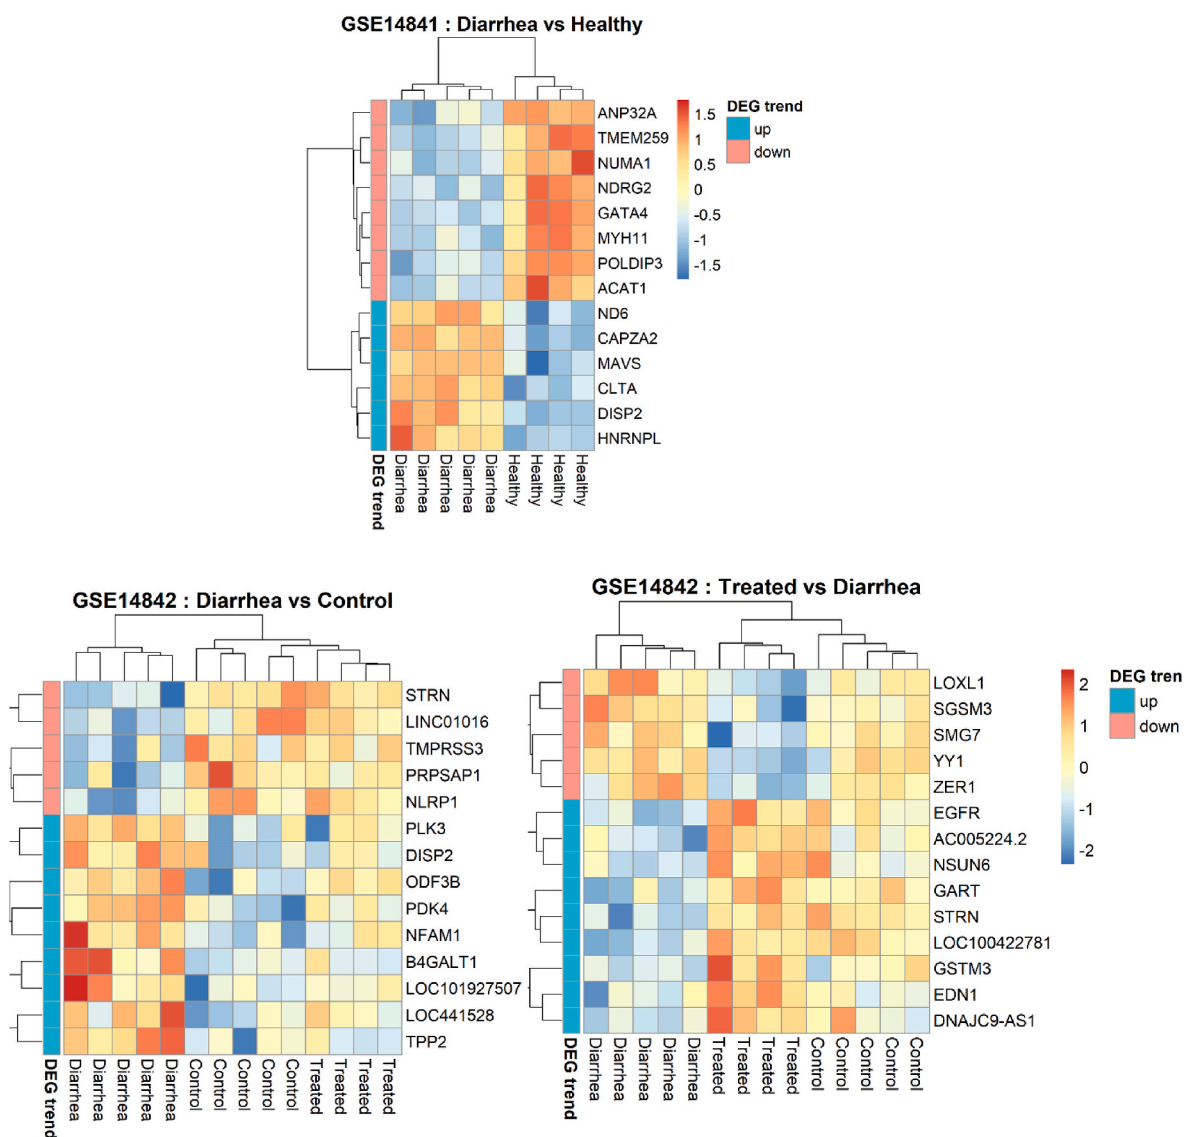 GSE14841 : Diarrhea vs Healthy
ANP32A
TMEM259
NUMA1
NDRG2
GATA4
MYH11
POLDIP3
ACAT1
ND6
CAPZA2
MAVS
CLTA
DISP2
HNRNPL
1.5
1
0.5
0
-0.5
-1
-1.5
DEG trend
up
down
DEG trend
Diarrhea
Diarrhea
Diarrhea
Diarrhea
Diarrhea
Healthy
Healthy
Healthy
Healthy
GSE14842 : Diarrhea vs Control
STRN
LINC01016
TMPRSS3
PRPSAP1
NLRP1
PLK3
DISP2
ODF3B
PDK4
NFAM1
B4GALT1
LOC101927507
LOC441528
TPP2
DEG trend
Diarrhea
Diarrhea
Diarrhea
Diarrhea
Diarrhea
Control
Control
Control
Control
Control
Treated
Treated
Treated
Treated
GSE14842 : Treated vs Diarrhea
LOXL1
SGSM3
SMG7
YY1
ZER1
EGFR
AC005224.2
NSUN6
GART
STRN
LOC100422781
GSTM3
EDN1
DNAJC9-AS1
2
1
0
-1
-2
DEG tren
up
down
DEG trend
Diarrhea
Diarrhea
Diarrhea
Diarrhea
Diarrhea
Treated
Treated
Treated
Treated
Control
Control
Control
Control
Control